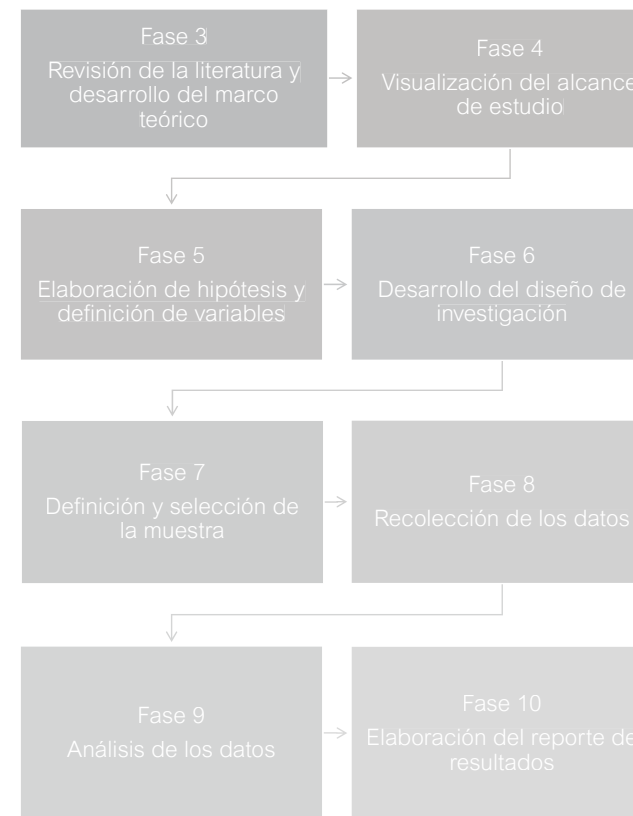 Fase 3
Revisión de la literatura y
desarrollo del marco
teórico
Fase 4
Visualización del alcance
de estudio
Fase 5
Elaboración de hipótesis y
definición de variables
Fase 6
Desarrollo del diseño de
investigación
Fase 7
Definición y selección de
la muestra
Fase 8
Recolección de los datos
Fase 9
Análisis de los datos
Fase 10
Elaboración del reporte de
resultados